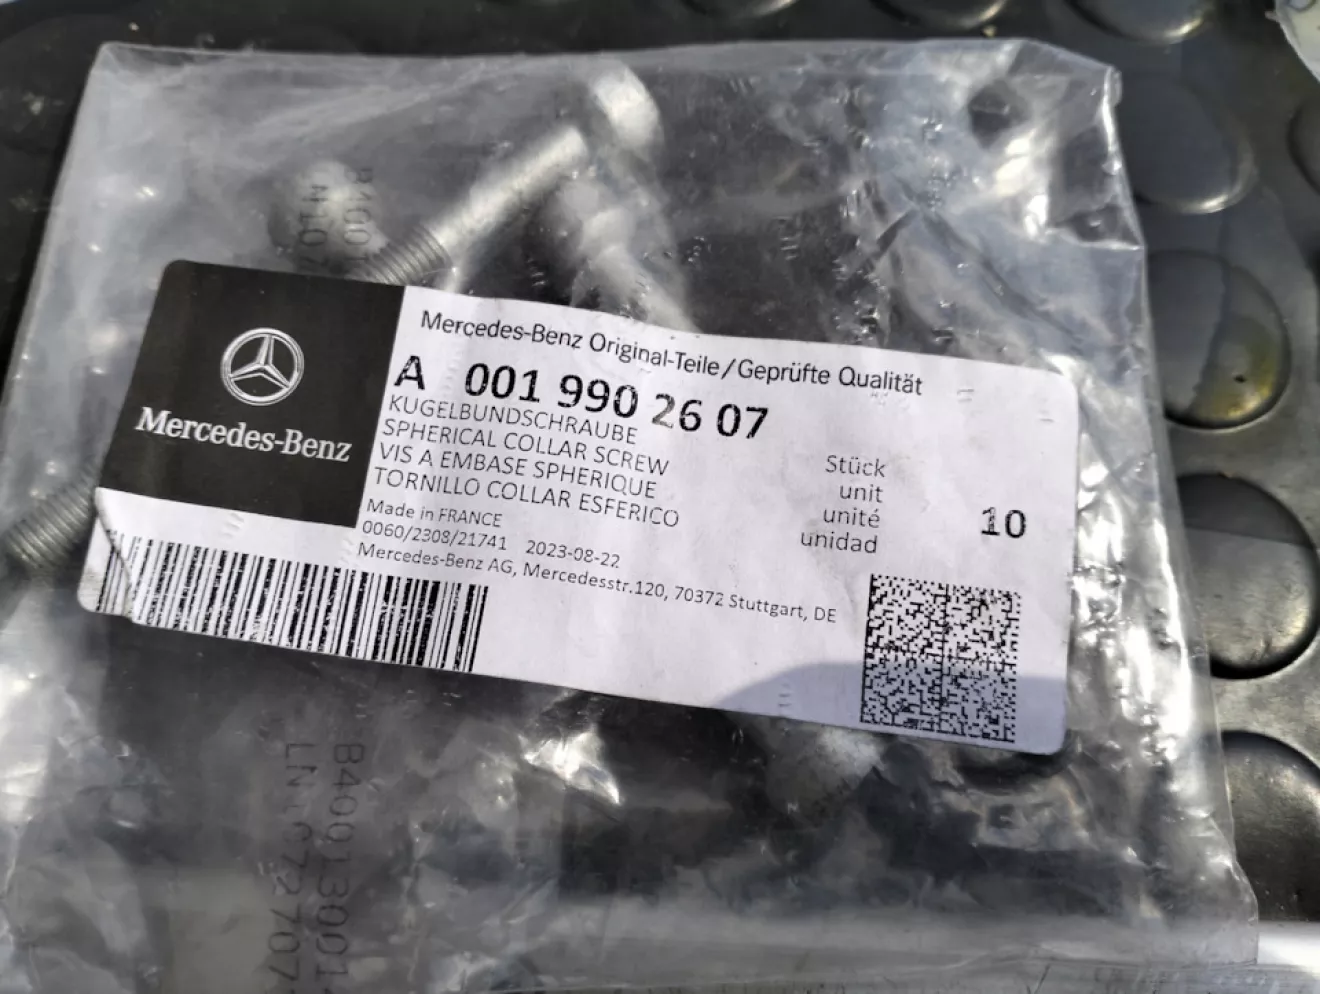 Mercedes-Benz
Mercedes-Benz Original-Teile/Geprüfte Qualität
A 001 990 26 07
KUGELBUNDSCHRAUBE
SPHERICAL COLLAR SCREW
VIS A EMBASE SPHERIQUE
TORNILLO COLLAR ESFERICO
Stück
unit
unité
unidad
10
Made in FRANCE
0060/2308/21741 2023-08-22
Mercedes-Benz AG, Mercedesstr.120, 70372 Stuttgart, DE